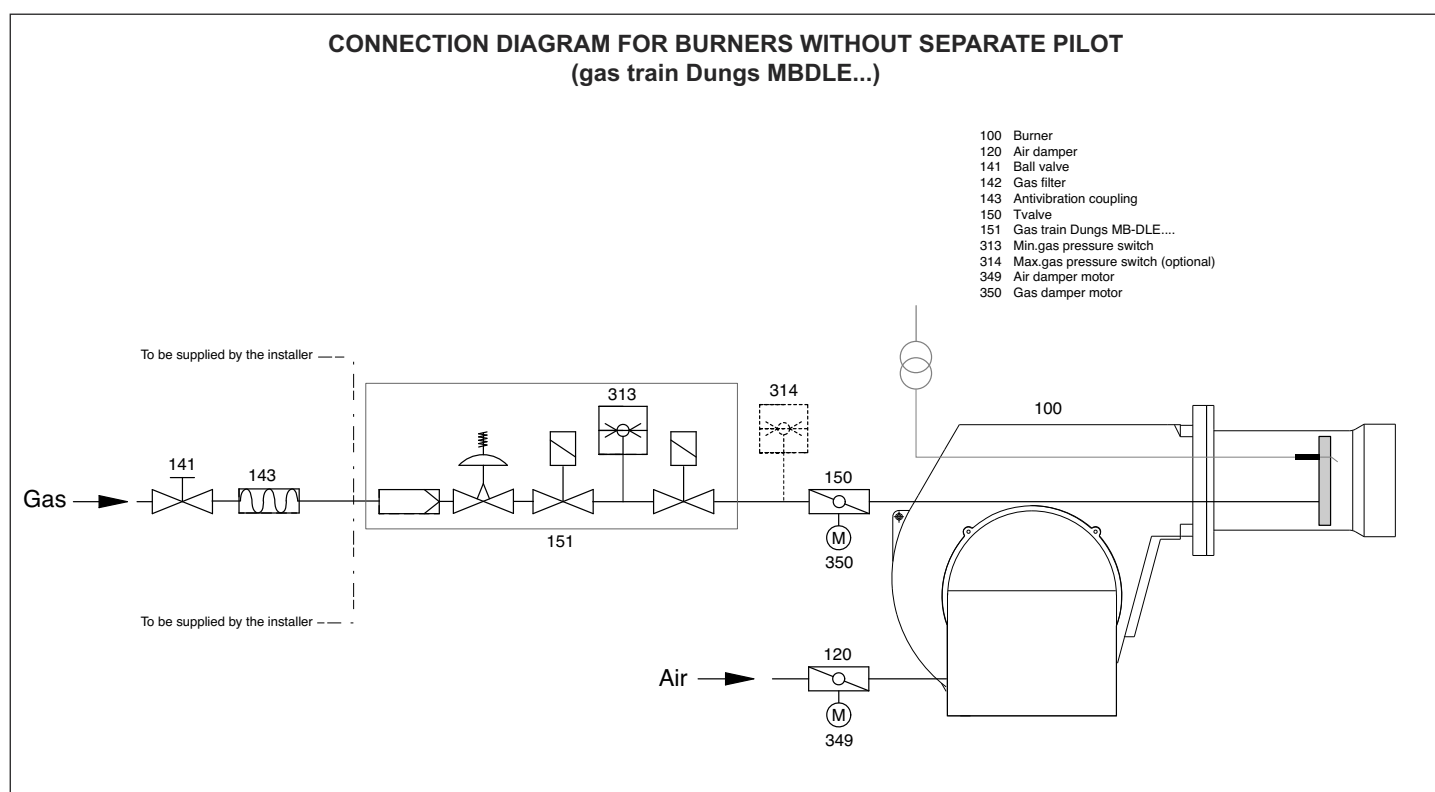 CONNECTION DIAGRAM FOR BURNERS WITHOUT SEPARATE PILOT
(gas train Dungs MBDLE...)
100 Burner
120 Air damper
141 Ball valve
142 Gas filter
143 Antivibration coupling
150 Tvalve
151 Gas train Dungs MB-DLE....
313 Min.gas pressure switch
314 Max.gas pressure switch (optional)
349 Air damper motor
350 Gas damper motor
To be supplied by the installer
313
314
100
141
143
150
Gas
151
M
350
To be supplied by the installer
120
Air
M
349